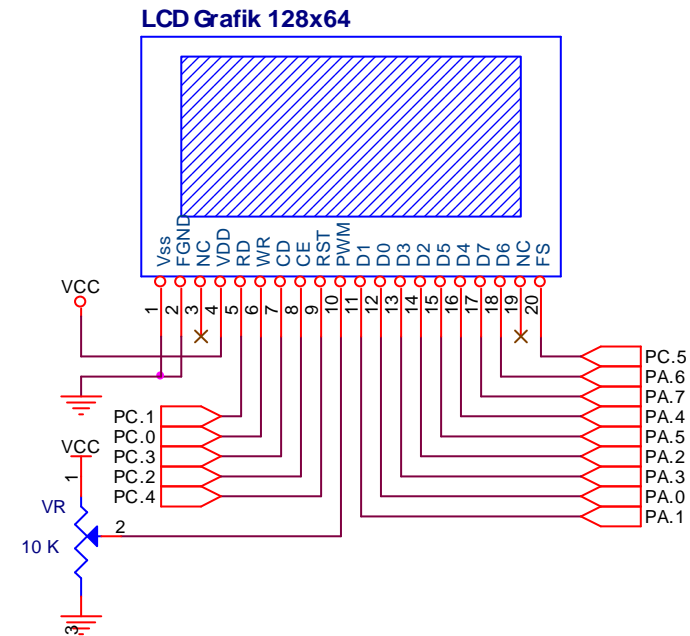 LCD Grafik 128x64
Vss FGND NC VDD RD WR CD CE RST PWM D1 D0 D3 D2 D5 D4 D7 D6 NC FS
1 2 3 4 5 6 7 8 9 10 11 12 13 14 15 16 17 18 19 20
VCC
PC.5
PA.6
PA.7
PC.1
PA.4
PC.0
PA.5
PC.3
PA.2
PC.2
PA.3
PC.4
PA.0
PA.1
VCC
1
VR
2
10 K
3